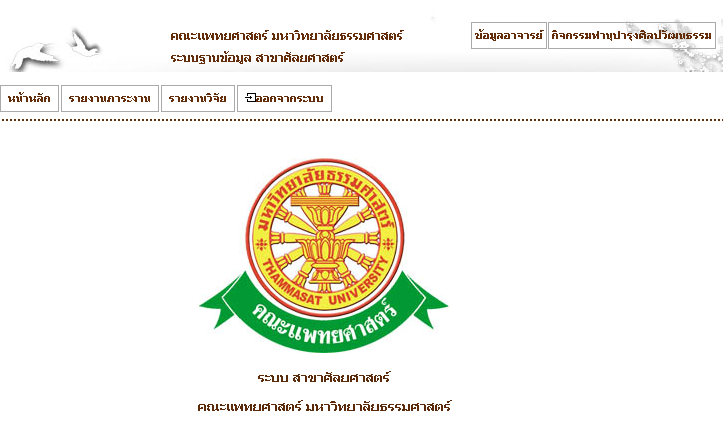 คณะแพทยศาสตร์ มหาวิทยาลัยธรรมศาสตร์
ระบบฐานข้อมูล สาขาศัลยศาสตร์
ข้อมูลอาจารย์ กิจกรรมทำนุบำรุงศิลปวัฒนธรรม
หน้าหลัก รายงานภาระงาน รายงานวิจัย ออกจากระบบ
มหาวิทยาลัยธรรมศาสตร์
THAMMASAT UNIVERSITY
คณะแพทยศาสตร์
ระบบ สาขาศัลยศาสตร์
คณะแพทยศาสตร์ มหาวิทยาลัยธรรมศาสตร์